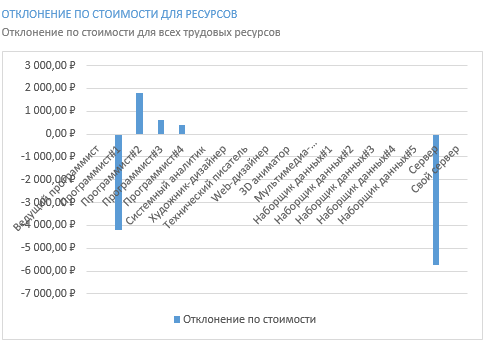 ОТКЛОНЕНИЕ ПО СТОИМОСТИ ДЛЯ РЕСУРСОВ
Отклонение по стоимости для всех трудовых ресурсов
3 000,00 ₽
2 000,00 ₽
1 000,00 ₽
0,00 ₽
-1 000,00 ₽
-2 000,00 ₽
-3 000,00 ₽
-4 000,00 ₽
-5 000,00 ₽
-6 000,00 ₽
-7 000,00 ₽
Ведущий программист
Программист#1
Программист#2
Программист#3
Программист#4
Системный аналитик
Художник-дизайнер
Технический писатель
Web-дизайнер
3D аниматор
Мультимедиа-...
Наборщик данных#1
Наборщик данных#2
Наборщик данных#3
Наборщик данных#4
Наборщик данных#5
Сервер
Свой сервер
Отклонение по стоимости